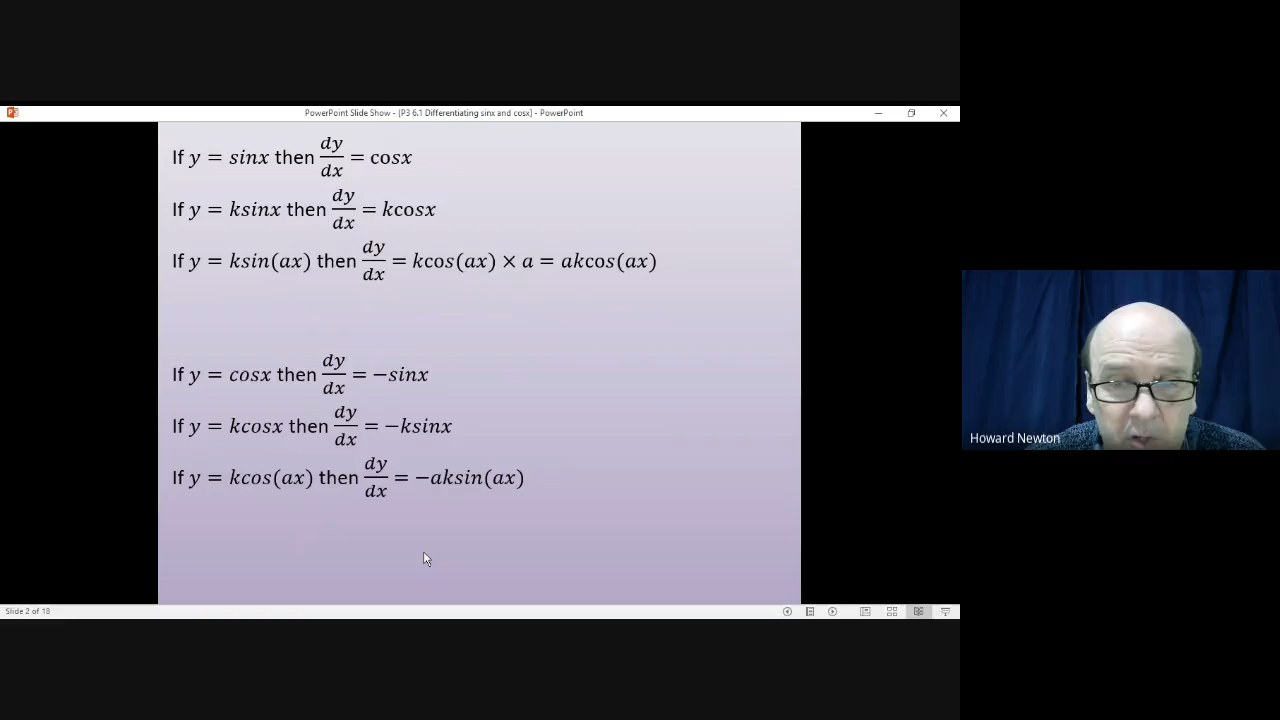 PowerPoint Slide Show - [P3 6.1 Differentiating sinx and cosx] - PowerPoint
If y = sinx then dy/dx = cosx
If y = ksinx then dy/dx = kcosx
If y = ksin(ax) then dy/dx = kcos(ax) × a = akcos(ax)
If y = cosx then dy/dx = −sinx
If y = kcosx then dy/dx = −ksinx
If y = kcos(ax) then dy/dx = −aksin(ax)
Howard Newton
Slide 2 of 18